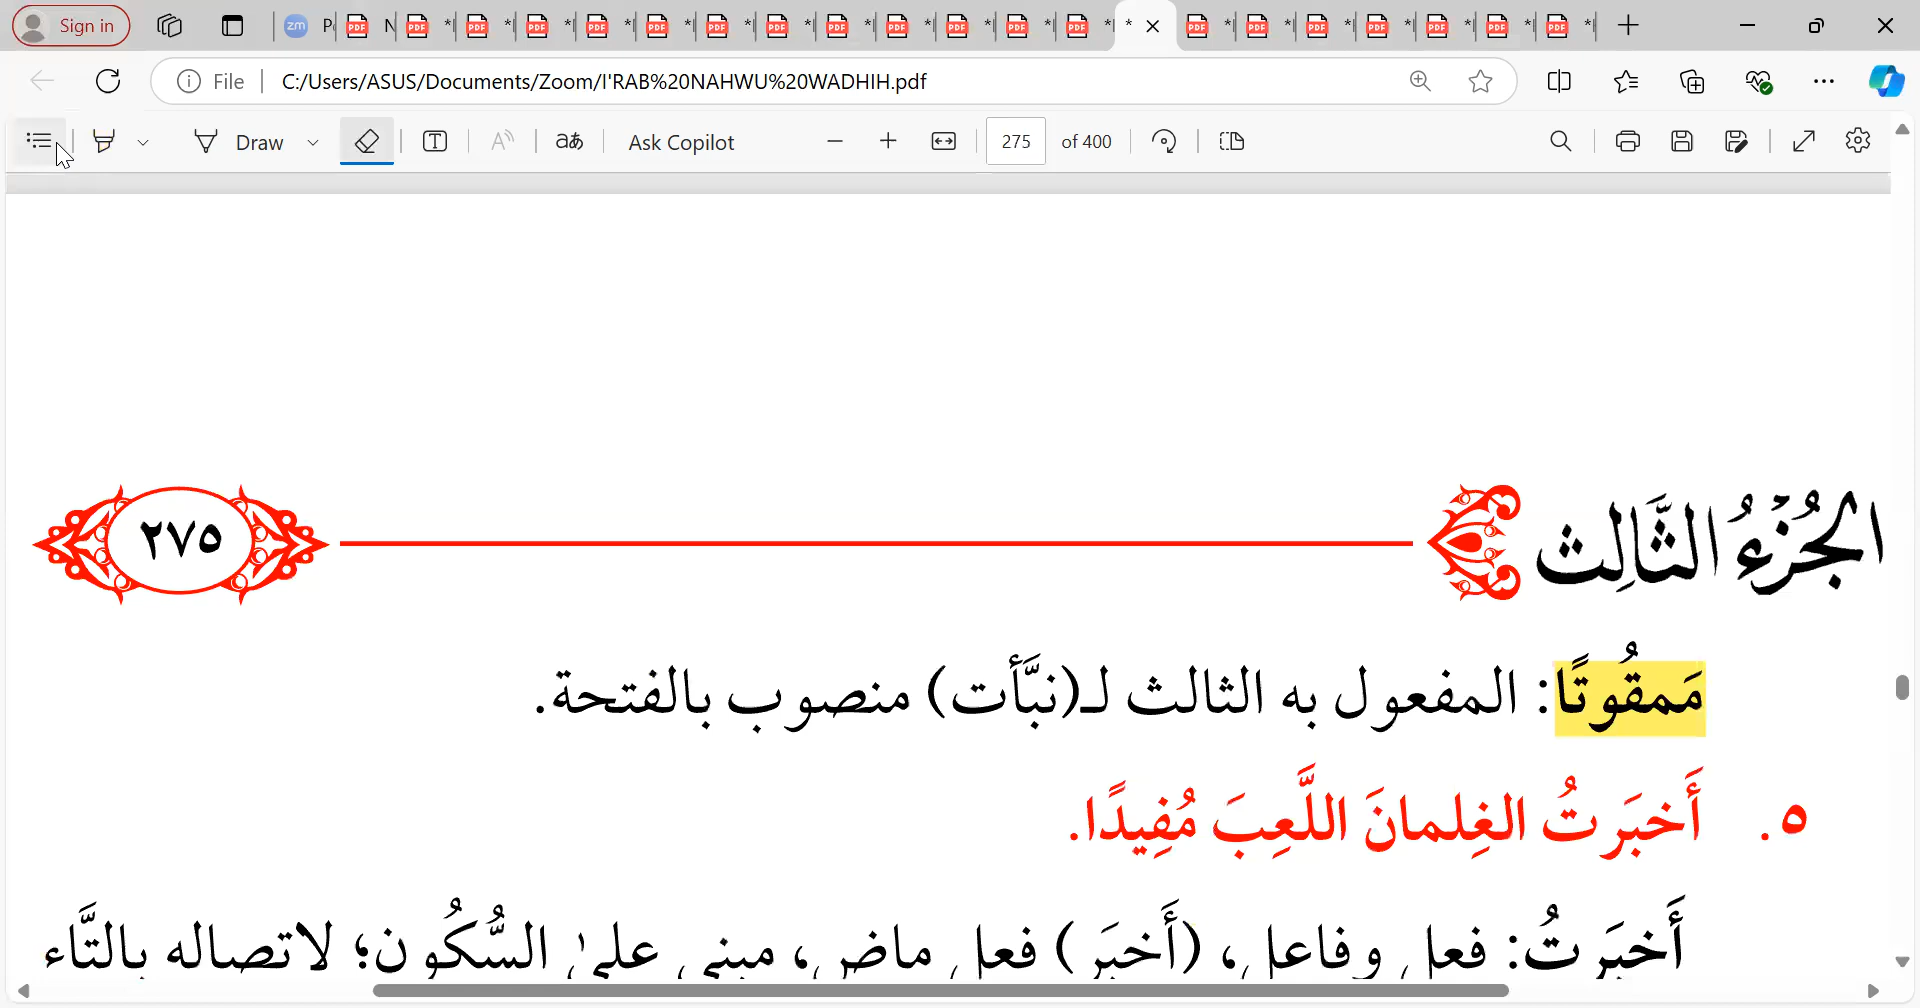 Sign in
File
C:/Users/ASUS/Documents/Zoom/I'RAB%20NAHWU%20WADHIH.pdf
Draw
Ask Copilot
275 of 400
الجُزْءُ الثَّالِث
٢٧٥
مَمقُوتًا: المفعول به الثالث لـ(نبَّأت) منصوب بالفتحة.
٥. أَخبَرتُ الغِلمانَ اللَّعِبَ مُفِيدًا.
أَخبَرتُ: فعل وفاعل، (أَخبَر) فعل ماض، مبني علىٰ السُّكُون؛ لاتصاله بالتَّاء